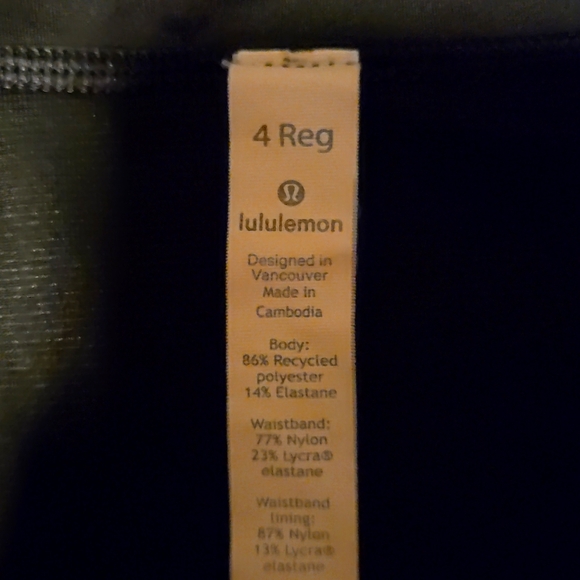 4 Reg
lululemon
Designed in
Vancouver
Made in
Cambodia
Body:
86% Recycled
polyester
14% Elastane
Waistband:
77% Nylon
23% Lycra®
elastane
Waistband
lining:
87% Nylon
13% Lycra®
elastane